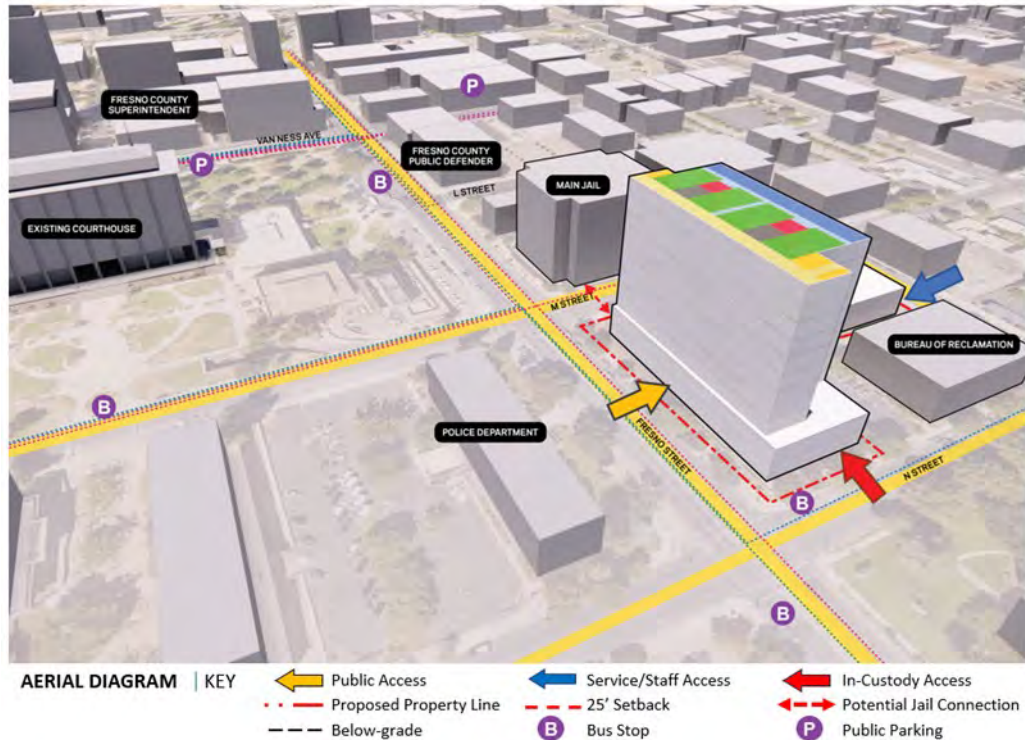 FRESNO COUNTY
SUPERINTENDENT
VAN NESS AVE
P
P
FRESNO COUNTY
PUBLIC DEFENDER
B
L STREET
MAIN JAIL
EXISTING COURTHOUSE
M STREET
BUREAU OF RECLAMATION
B
POLICE DEPARTMENT
FRESNO STREET
N STREET
B
B
AERIAL DIAGRAM | KEY
Public Access
Service/Staff Access
In-Custody Access
Proposed Property Line
25' Setback
Potential Jail Connection
Below-grade
B Bus Stop
P Public Parking